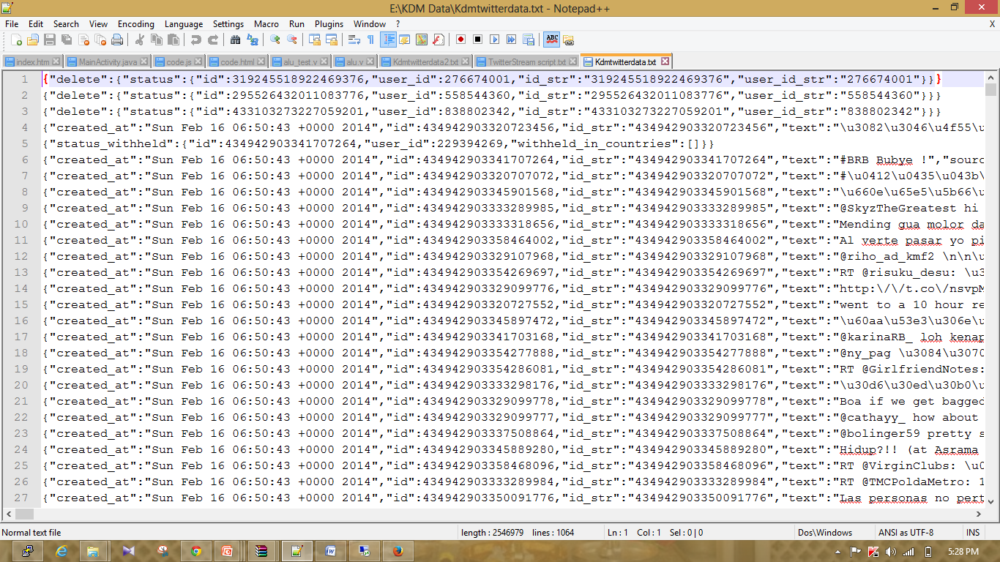 E:\KDM Data\Kdmtwitterdata.txt - Notepad++
File Edit Search View Encoding Language Settings Macro Run Plugins Window ? X
index.htm MainActivity.java code.js code.html alu_test.v alu.v Kdmtwitterdata2.txt TwitterStream script.txt Kdmtwitterdata.txt
1 {"delete":{"status":{"id":319245518922469376,"user_id":276674001,"id_str":"319245518922469376","user_id_str":"276674001"}}}
2 {"delete":{"status":{"id":295526432011083776,"user_id":558544360,"id_str":"295526432011083776","user_id_str":"558544360"}}}
3 {"delete":{"status":{"id":433103273227059201,"user_id":838802342,"id_str":"433103273227059201","user_id_str":"838802342"}}}
4 {"created_at":"Sun Feb 16 06:50:43 +0000 2014","id":434942903320723456,"id_str":"434942903320723456","text":"\u3082\u3046\u4f55\u
5 {"status_withheld":{"id":434942903341707264,"user_id":229394269,"withheld_in_countries":[]}}
6 {"created_at":"Sun Feb 16 06:50:43 +0000 2014","id":434942903341707264,"id_str":"434942903341707264","text":"#BRB Bubye !","sourc
7 {"created_at":"Sun Feb 16 06:50:43 +0000 2014","id":434942903320707072,"id_str":"434942903320707072","text":"#\u0412\u0435\u043b\
8 {"created_at":"Sun Feb 16 06:50:43 +0000 2014","id":434942903345901568,"id_str":"434942903345901568","text":"\u660e\u65e5\u5b66\u
9 {"created_at":"Sun Feb 16 06:50:43 +0000 2014","id":434942903333289985,"id_str":"434942903333289985","text":"@SkyzTheGreatest hi
10 {"created_at":"Sun Feb 16 06:50:43 +0000 2014","id":434942903333318656,"id_str":"434942903333318656","text":"Mending gua molor da
11 {"created_at":"Sun Feb 16 06:50:43 +0000 2014","id":434942903358464002,"id_str":"434942903358464002","text":"Al verte pasar yo pi
12 {"created_at":"Sun Feb 16 06:50:43 +0000 2014","id":434942903329107968,"id_str":"434942903329107968","text":"@riho_ad_kmf2 \n\n\u
13 {"created_at":"Sun Feb 16 06:50:43 +0000 2014","id":434942903354269697,"id_str":"434942903354269697","text":"RT @risuku_desu: \u3
14 {"created_at":"Sun Feb 16 06:50:43 +0000 2014","id":434942903329099776,"id_str":"434942903329099776","text":"http:\/\/t.co\/nsvpM
15 {"created_at":"Sun Feb 16 06:50:43 +0000 2014","id":434942903320727552,"id_str":"434942903320727552","text":"went to a 10 hour re
16 {"created_at":"Sun Feb 16 06:50:43 +0000 2014","id":434942903345897472,"id_str":"434942903345897472","text":"\u60aa\u53e3\u306e\u
17 {"created_at":"Sun Feb 16 06:50:43 +0000 2014","id":434942903341703168,"id_str":"434942903341703168","text":"@karinaRB_ loh kenap
18 {"created_at":"Sun Feb 16 06:50:43 +0000 2014","id":434942903354277888,"id_str":"434942903354277888","text":"@ny_pag \u3084\u3070
19 {"created_at":"Sun Feb 16 06:50:43 +0000 2014","id":434942903354286081,"id_str":"434942903354286081","text":"RT @GirlfriendNotes:
20 {"created_at":"Sun Feb 16 06:50:43 +0000 2014","id":434942903333298176,"id_str":"434942903333298176","text":"\u30d6\u30ed\u30b0\u
21 {"created_at":"Sun Feb 16 06:50:43 +0000 2014","id":434942903329099778,"id_str":"434942903329099778","text":"Boa if we get bagged
22 {"created_at":"Sun Feb 16 06:50:43 +0000 2014","id":434942903329099777,"id_str":"434942903329099777","text":"@cathayy_ how about
23 {"created_at":"Sun Feb 16 06:50:43 +0000 2014","id":434942903337508864,"id_str":"434942903337508864","text":"@bolinger59 pretty s
24 {"created_at":"Sun Feb 16 06:50:43 +0000 2014","id":434942903345889280,"id_str":"434942903345889280","text":"Hidup?!! (at Asrama
25 {"created_at":"Sun Feb 16 06:50:43 +0000 2014","id":434942903358468096,"id_str":"434942903358468096","text":"RT @VirginClubs: \u0
26 {"created_at":"Sun Feb 16 06:50:43 +0000 2014","id":434942903333289984,"id_str":"434942903333289984","text":"RT @TMCPoldaMetro: 1
27 {"created_at":"Sun Feb 16 06:50:43 +0000 2014","id":434942903350091776,"id_str":"434942903350091776","text":"Las personas no pert
Normal text file length : 2546979 lines : 1064 Ln : 1 Col : 1 Sel : 0 | 0 Dos\Windows ANSI as UTF-8 INS
5:28 PM